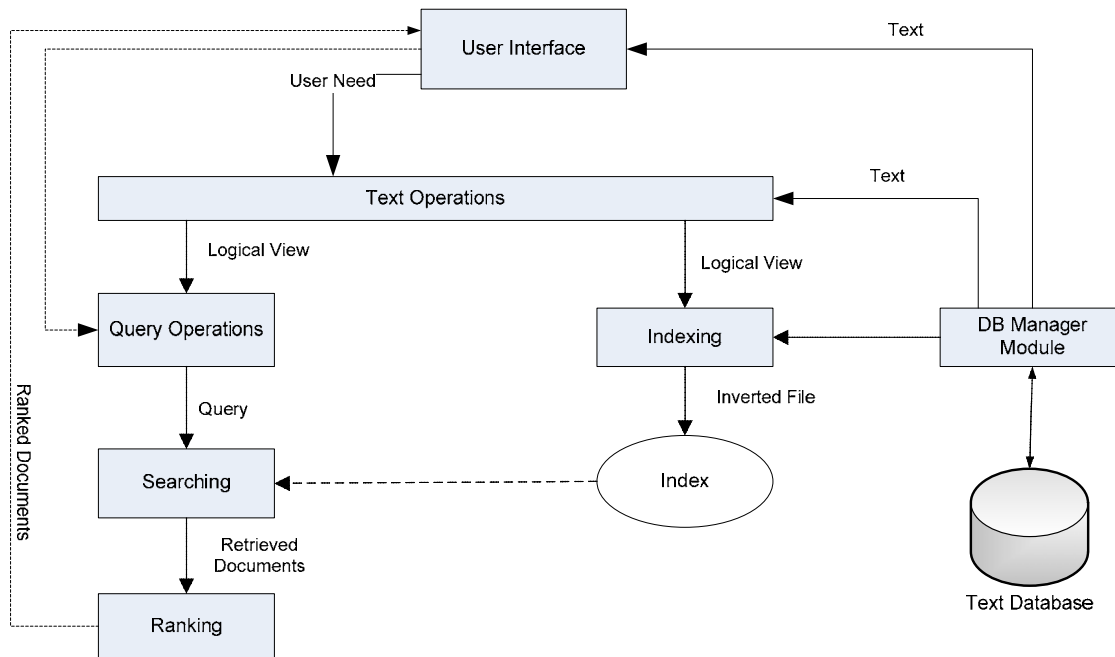 User Interface
Text
User Need
Text
Text Operations
Logical View
Logical View
Query Operations
Indexing
DB Manager
Module
Ranked Documents
Query
Inverted File
Searching
Index
Retrieved
Documents
Text Database
Ranking